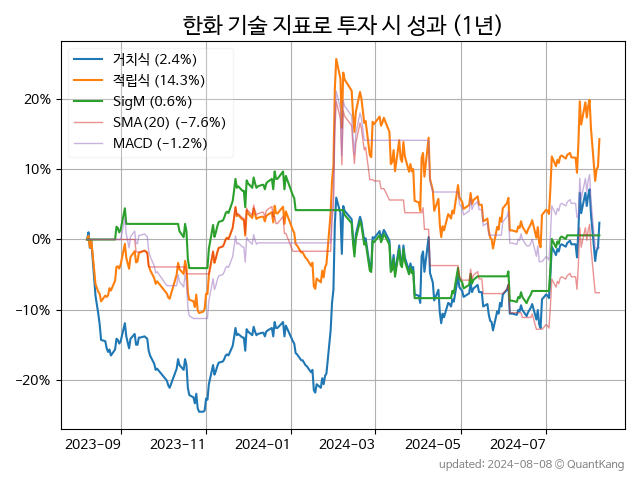 한화 기술 지표로 투자 시 성과 (1년)
거치식 (2.4%)
적립식 (14.3%)
SigM (0.6%)
SMA(20) (−7.6%)
MACD (−1.2%)
20%
10%
0%
−10%
−20%
2023-09 2023-11 2024-01 2024-03 2024-05 2024-07
updated: 2024-08-08 © QuantKang